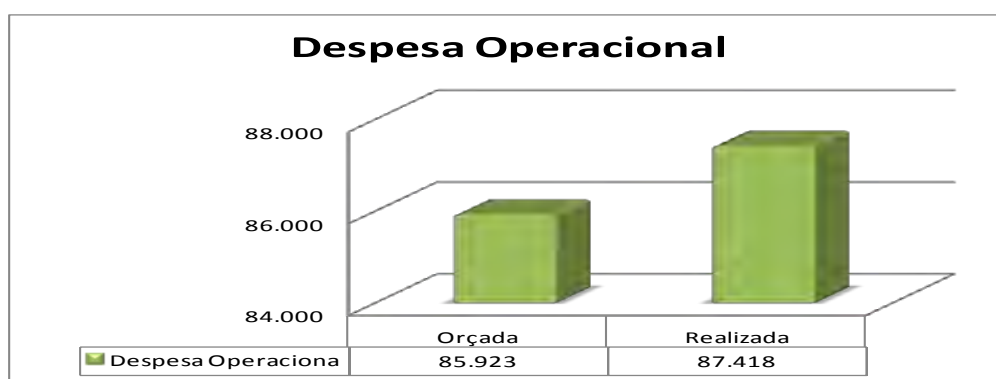 Despesa Operacional
88.000
86.000
84.000
Orçada Realizada
Despesa Operaciona 85.923 87.418